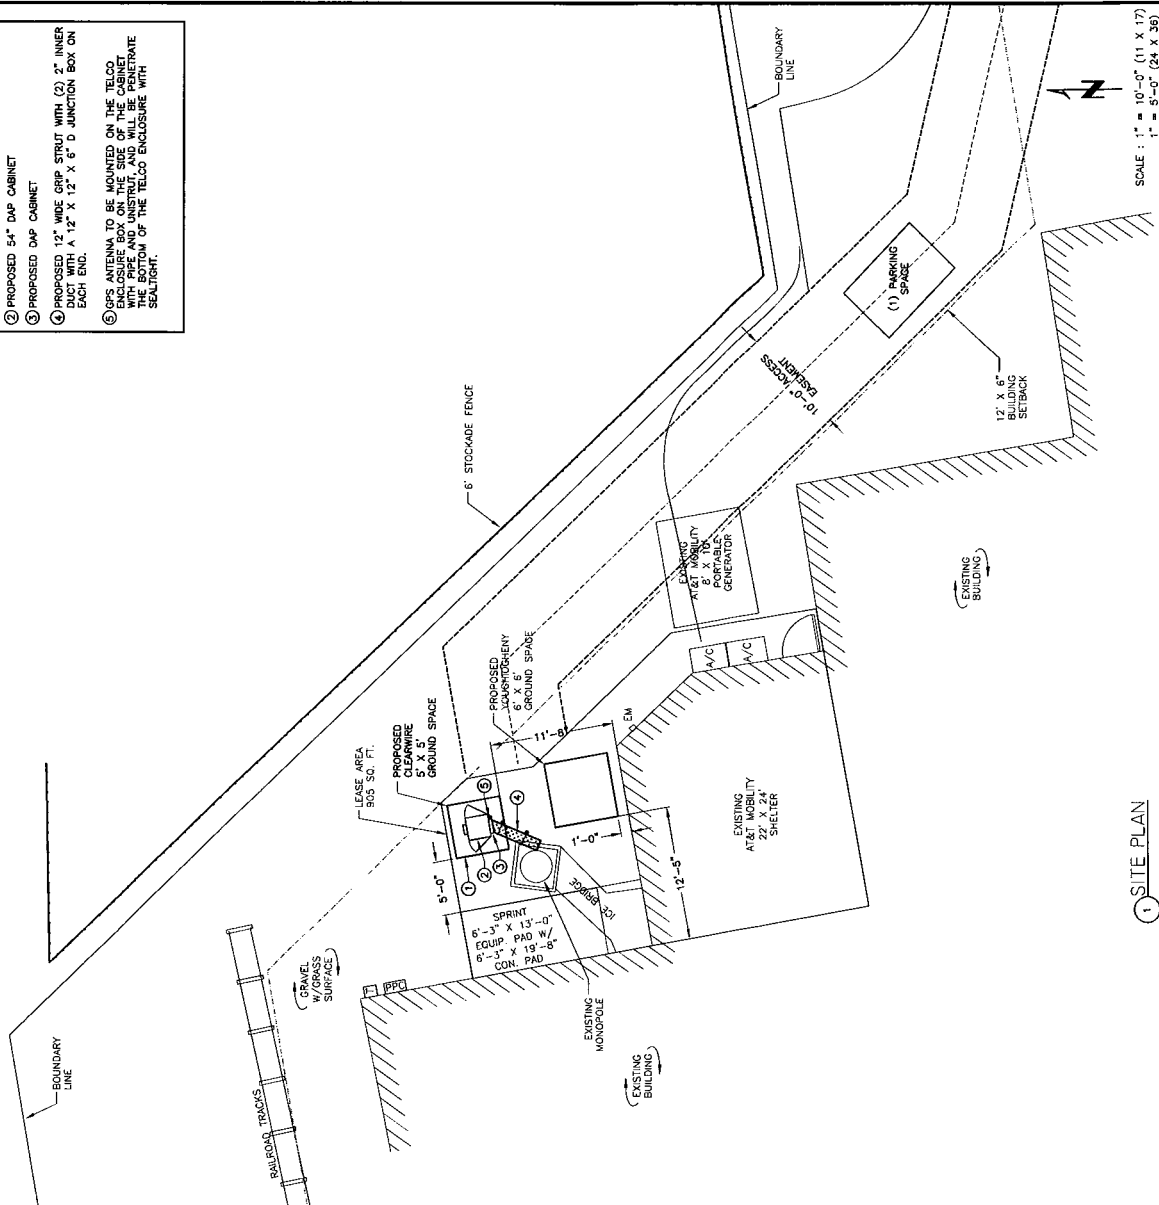 ② PROPOSED 54" DAP CABINET
③ PROPOSED DAP CABINET
④ PROPOSED 12" WIDE GRIP STRUT WITH (2) 2" INNER
DUCT WITH A 12" X 12" X 6" D JUNCTION BOX ON
EACH END.
⑤ GPS ANTENNA TO BE MOUNTED ON THE TELCO
ENCLOSURE BOX ON THE SIDE OF THE CABINET
WITH PIPE AND UNISTRUT, AND WILL BE PENETRATE
THE BOTTOM OF THE TELCO ENCLOSURE WITH
SEALTIGHT.
BOUNDARY
LINE
N
SCALE : 1" = 10'-0" (11 X 17)
1" = 5'-0" (24 X 36)
(1) PARKING
SPACE
10'-0" ACCESS
EASEMENT
12' X 6"
BUILDING
SETBACK
6' STOCKADE FENCE
EXISTING
AT&T MOBILITY
8' X 10'
PORTABLE
GENERATOR
EXISTING
BUILDING
A/C
A/C
PROPOSED
YOUGHIOGHENY
6' X 6'
GROUND SPACE
EM
11'-8"
LEASE AREA
905 SQ. FT.
PROPOSED
CLEARWIRE
5' X 5'
GROUND SPACE
⑤
④
①
②
③
5'-0"
1'-0"
12'-5"
EXISTING
AT&T MOBILITY
22' X 24'
SHELTER
ICE BRIDGE
SPRINT
6'-3" X 13'-0"
EQUIP. PAD W/
6'-3" X 19'-8"
CON. PAD
GRAVEL
W/GRASS
SURFACE
T
PPC
EXISTING
MONOPOLE
EXISTING
BUILDING
BOUNDARY
LINE
RAILROAD TRACKS
① SITE PLAN